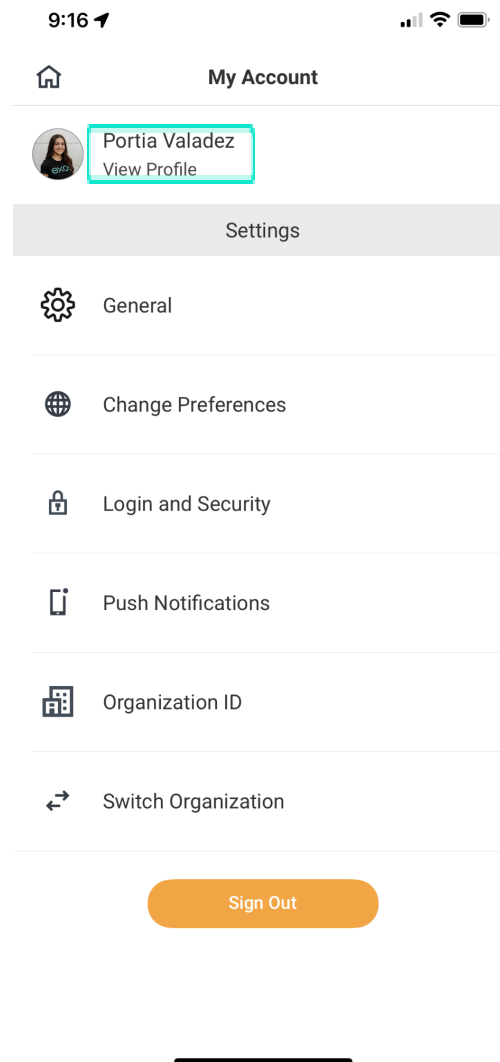 9:16
My Account
Portia Valadez
View Profile
Settings
General
Change Preferences
Login and Security
Push Notifications
Organization ID
Switch Organization
Sign Out